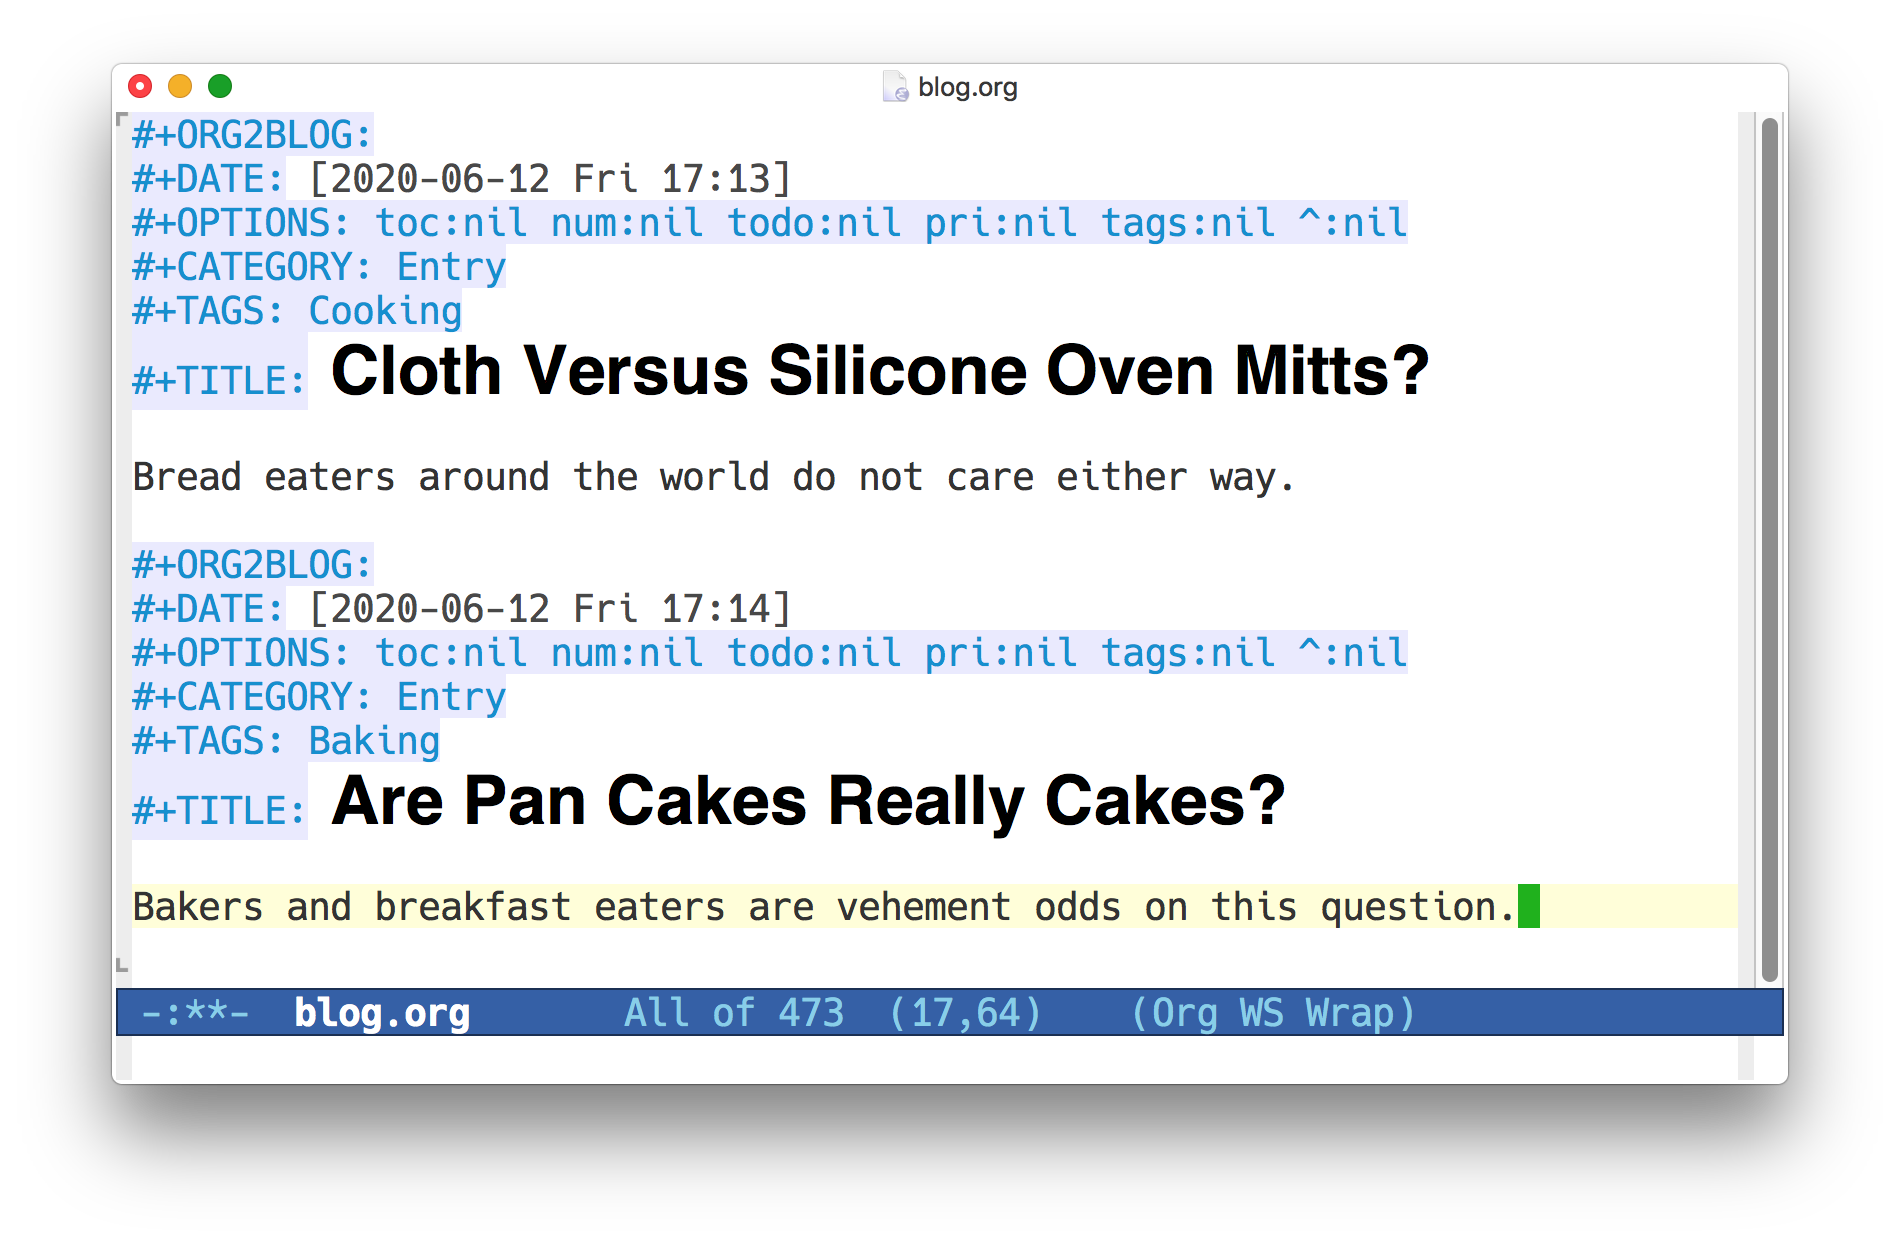 blog.org
#+ORG2BLOG:
#+DATE: [2020-06-12 Fri 17:13]
#+OPTIONS: toc:nil num:nil todo:nil pri:nil tags:nil ^:nil
#+CATEGORY: Entry
#+TAGS: Cooking
#+TITLE: Cloth Versus Silicone Oven Mitts?
Bread eaters around the world do not care either way.
#+ORG2BLOG:
#+DATE: [2020-06-12 Fri 17:14]
#+OPTIONS: toc:nil num:nil todo:nil pri:nil tags:nil ^:nil
#+CATEGORY: Entry
#+TAGS: Baking
#+TITLE: Are Pan Cakes Really Cakes?
Bakers and breakfast eaters are vehement odds on this question.
-:**- blog.org All of 473 (17,64) (Org WS Wrap)